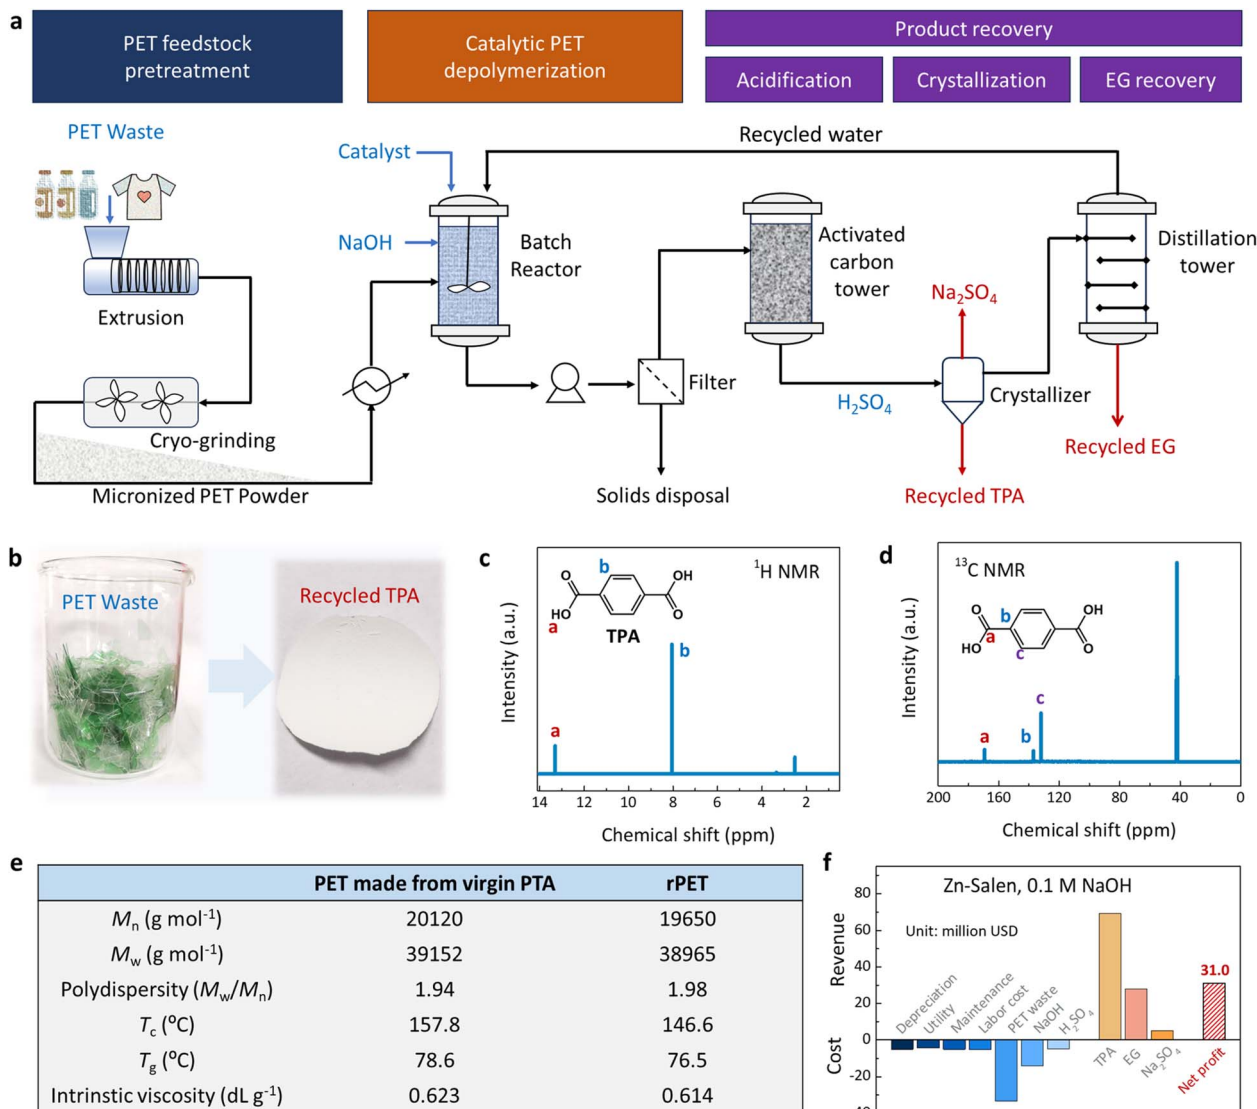 a
PET feedstock
pretreatment
Catalytic PET
depolymerization
Product recovery
Acidification
Crystallization
EG recovery
PET Waste
Recycled water
Catalyst
NaOH
Batch
Reactor
Activated
carbon
tower
Distillation
tower
Na₂SO₄
Extrusion
Filter
H₂SO₄
Crystallizer
Cryo-grinding
Recycled EG
Micronized PET Powder
Solids disposal
Recycled TPA
b
PET Waste
Recycled TPA
c
¹H NMR
b
O
OH
HO
O
a
TPA
b
a
Intensity (a.u.)
14 12 10 8 6 4 2
Chemical shift (ppm)
d
¹³C NMR
O
b
OH
HO
a
O
c
c
a
b
Intensity (a.u.)
200 160 120 80 40 0
Chemical shift (ppm)
e
PET made from virgin PTA rPET
Mn (g mol⁻¹) 20120 19650
Mw (g mol⁻¹) 39152 38965
Polydispersity (Mw/Mn) 1.94 1.98
Tc (⁰C) 157.8 146.6
Tg (⁰C) 78.6 76.5
Intrinstic viscosity (dL g⁻¹) 0.623 0.614
f
Zn-Salen, 0.1 M NaOH
Unit: million USD
Revenue
Cost
80
60
40
20
0
-20
-40
Depreciation
Utility
Maintenance
Labor cost
PET waste
NaOH
H₂SO₄
TPA
EG
Na₂SO₄
31.0
Net profit